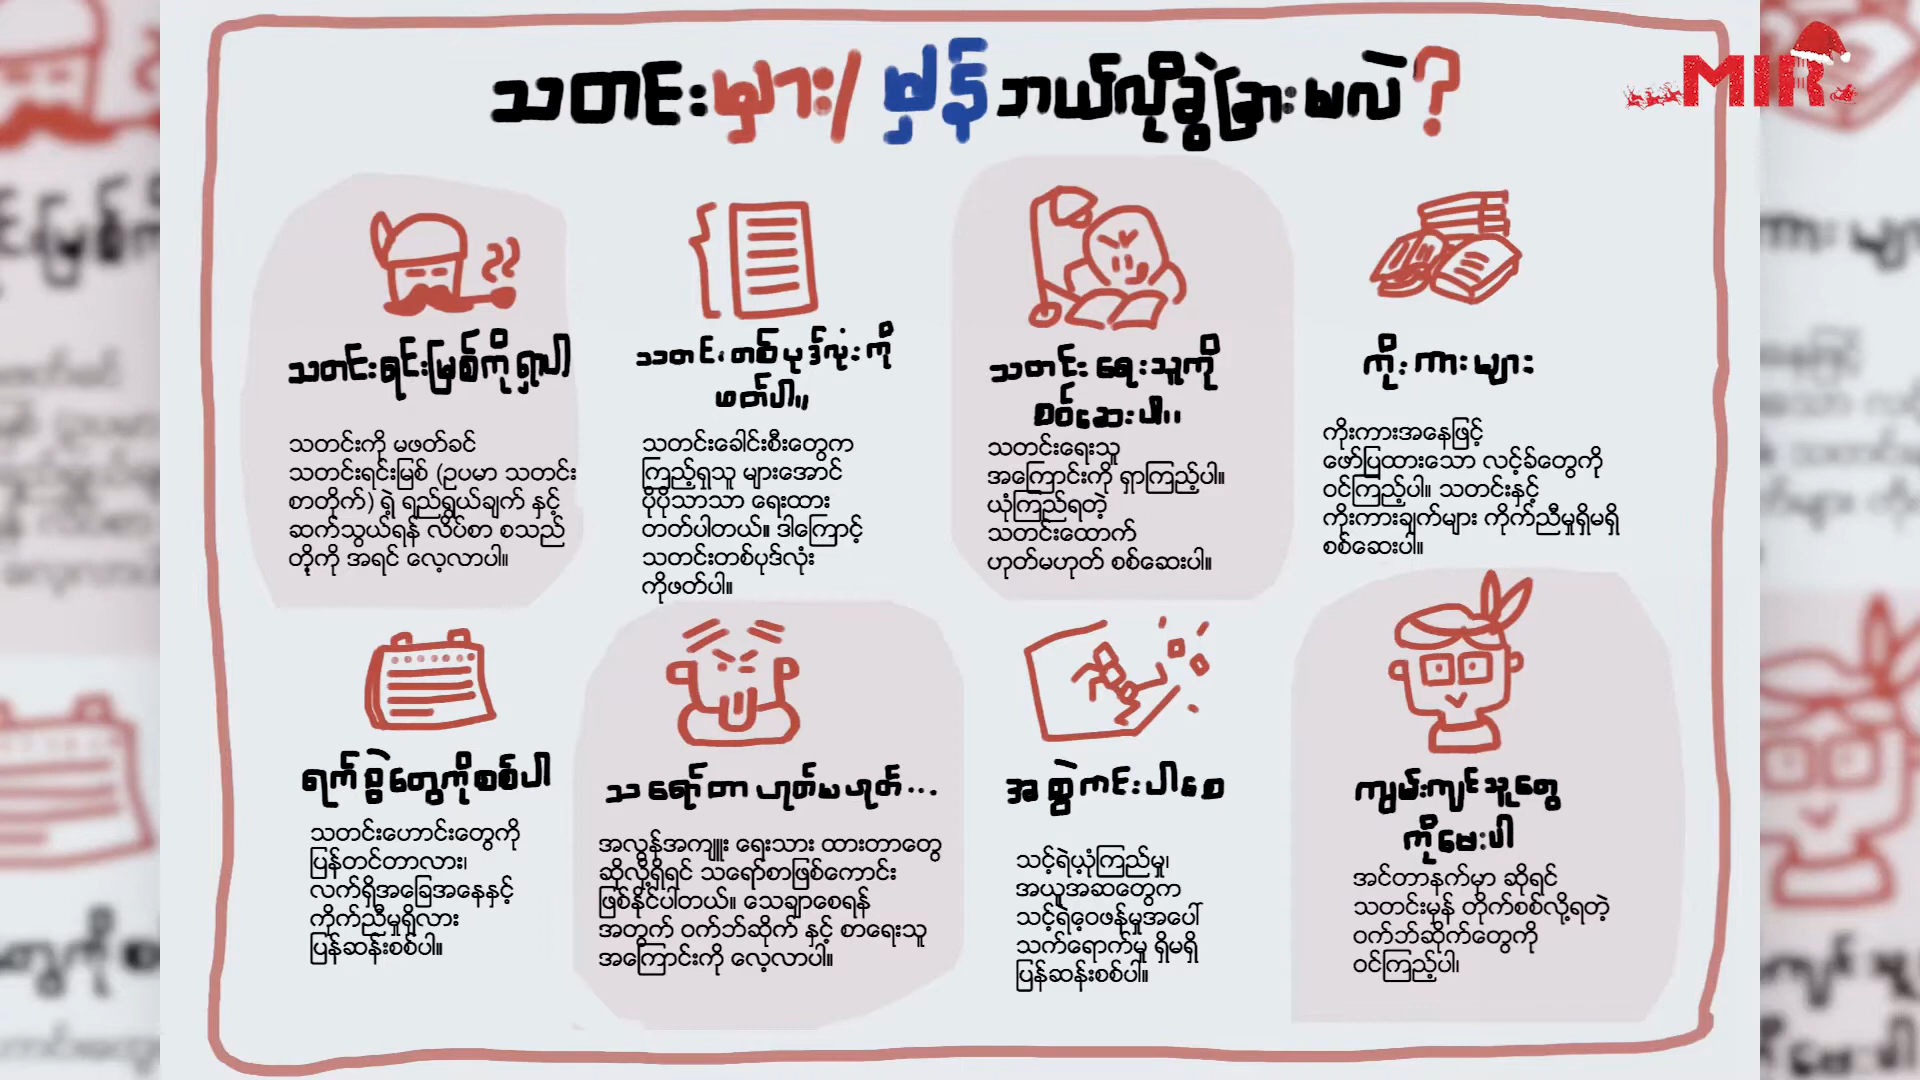 သတင်းမှား/မှန် ဘယ်လိုခွဲခြားမလဲ?
MIR
သတင်းရင်းမြစ်ကိုရှာပါ
သတင်းကို မဖတ်ခင်
သတင်းရင်းမြစ် (ဥပမာ သတင်း
စာတိုက်) ရဲ့ ရည်ရွယ်ချက် နှင့်
ဆက်သွယ်ရန် လိပ်စာ စသည်
တို့ကို အရင် လေ့လာပါ။
သတင်းတစ်ပုဒ်လုံးကို
ဖတ်ပါ။
သတင်းခေါင်းစီးတွေက
ကြည့်ရှုသူ များအောင်
ပိုပိုသာသာ ရေးထား
တတ်ပါတယ်။ ဒါကြောင့်
သတင်းတစ်ပုဒ်လုံး
ကိုဖတ်ပါ။
သတင်းရေးသူကို
စစ်ဆေးပါ။
သတင်းရေးသူ
အကြောင်းကို ရှာကြည့်ပါ။
ယုံကြည်ရတဲ့
သတင်းထောက်
ဟုတ်မဟုတ် စစ်ဆေးပါ။
ကိုးကားများ
ကိုးကားအနေဖြင့်
ဖော်ပြထားသော လင့်ခ်တွေကို
ဝင်ကြည့်ပါ။ သတင်းနှင့်
ကိုးကားချက်များ ကိုက်ညီမှုရှိမရှိ
စစ်ဆေးပါ။
ရက်စွဲတွေကိုစစ်ပါ
သတင်းဟောင်းတွေကို
ပြန်တင်တာလား၊
လက်ရှိအခြေအနေနှင့်
ကိုက်ညီမှုရှိလား
ပြန်ဆန်းစစ်ပါ။
သရော်တာဟုတ်မဟုတ်...
အလွန်အကျူး ရေးသား ထားတာတွေ
ဆိုလို့ရှိရင် သရော်စာဖြစ်ကောင်း
ဖြစ်နိုင်ပါတယ်။ သေချာစေရန်
အတွက် ဝက်ဘ်ဆိုက် နှင့် စာရေးသူ
အကြောင်းကို လေ့လာပါ။
အစွဲကင်းပါစေ
သင့်ရဲ့ယုံကြည်မှု၊
အယူအဆတွေက
သင့်ရဲ့ဝေဖန်မှုအပေါ်
သက်ရောက်မှု ရှိမရှိ
ပြန်ဆန်းစစ်ပါ။
ကျွမ်းကျင်သူတွေ
ကိုမေးပါ
အင်တာနက်မှာ ဆိုရင်
သတင်းမှန် တိုက်စစ်လို့ရတဲ့
ဝက်ဘ်ဆိုက်တွေကို
ဝင်ကြည့်ပါ၊